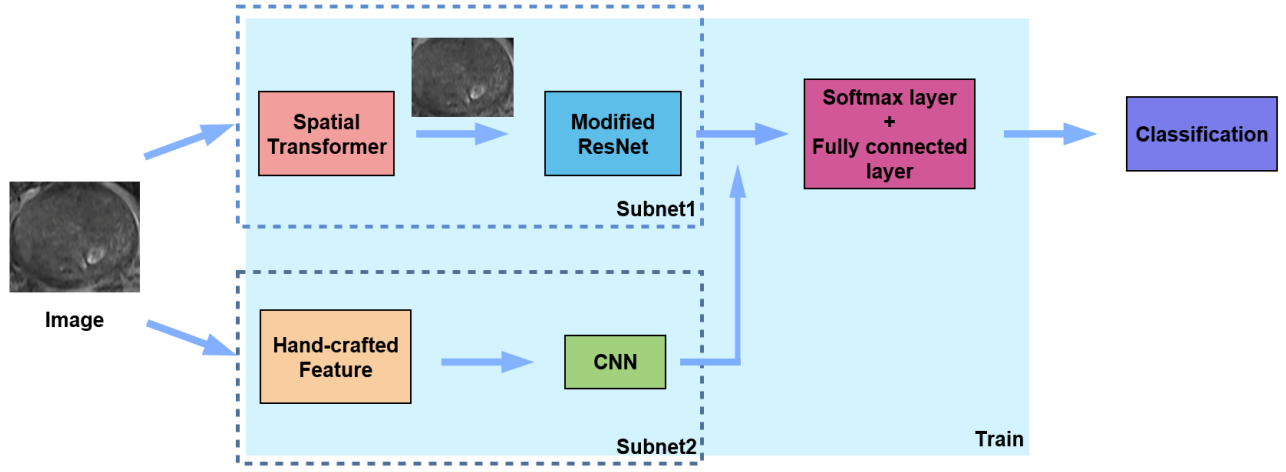 Image
Spatial
Transformer
Modified
ResNet
Subnet1
Hand-crafted
Feature
CNN
Subnet2
Softmax layer
+
Fully connected
layer
Train
Classification